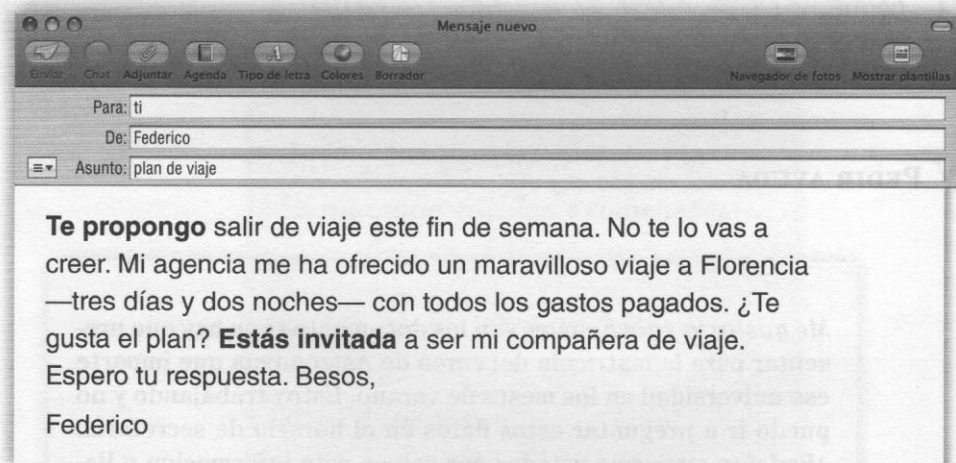 Mensaje nuevo
Enviar Chat Adjuntar Agenda Tipo de letra Colores Borrador Navegador de fotos Mostrar plantillas
Para: ti
De: Federico
Asunto: plan de viaje
PEDIR AYUDA
Te propongo salir de viaje este fin de semana. No te lo vas a
creer. Mi agencia me ha ofrecido un maravilloso viaje a Florencia
—tres días y dos noches— con todos los gastos pagados. ¿Te
gusta el plan? Estás invitada a ser mi compañera de viaje.
Espero tu respuesta. Besos,
Federico